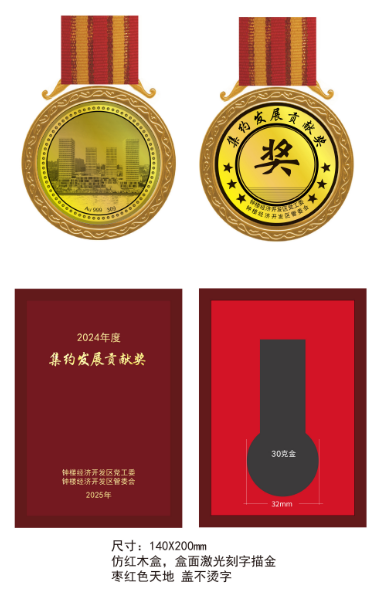 Au 999 30g
集约发展贡献奖
奖
钟楼经济开发区党工委
钟楼经济开发区管委会
2024年度
集约发展贡献奖
钟楼经济开发区党工委
钟楼经济开发区管委会
2025年
30克金
32mm
尺寸：140X200mm
仿红木盒，盒面激光刻字描金
枣红色天地 盖不烫字